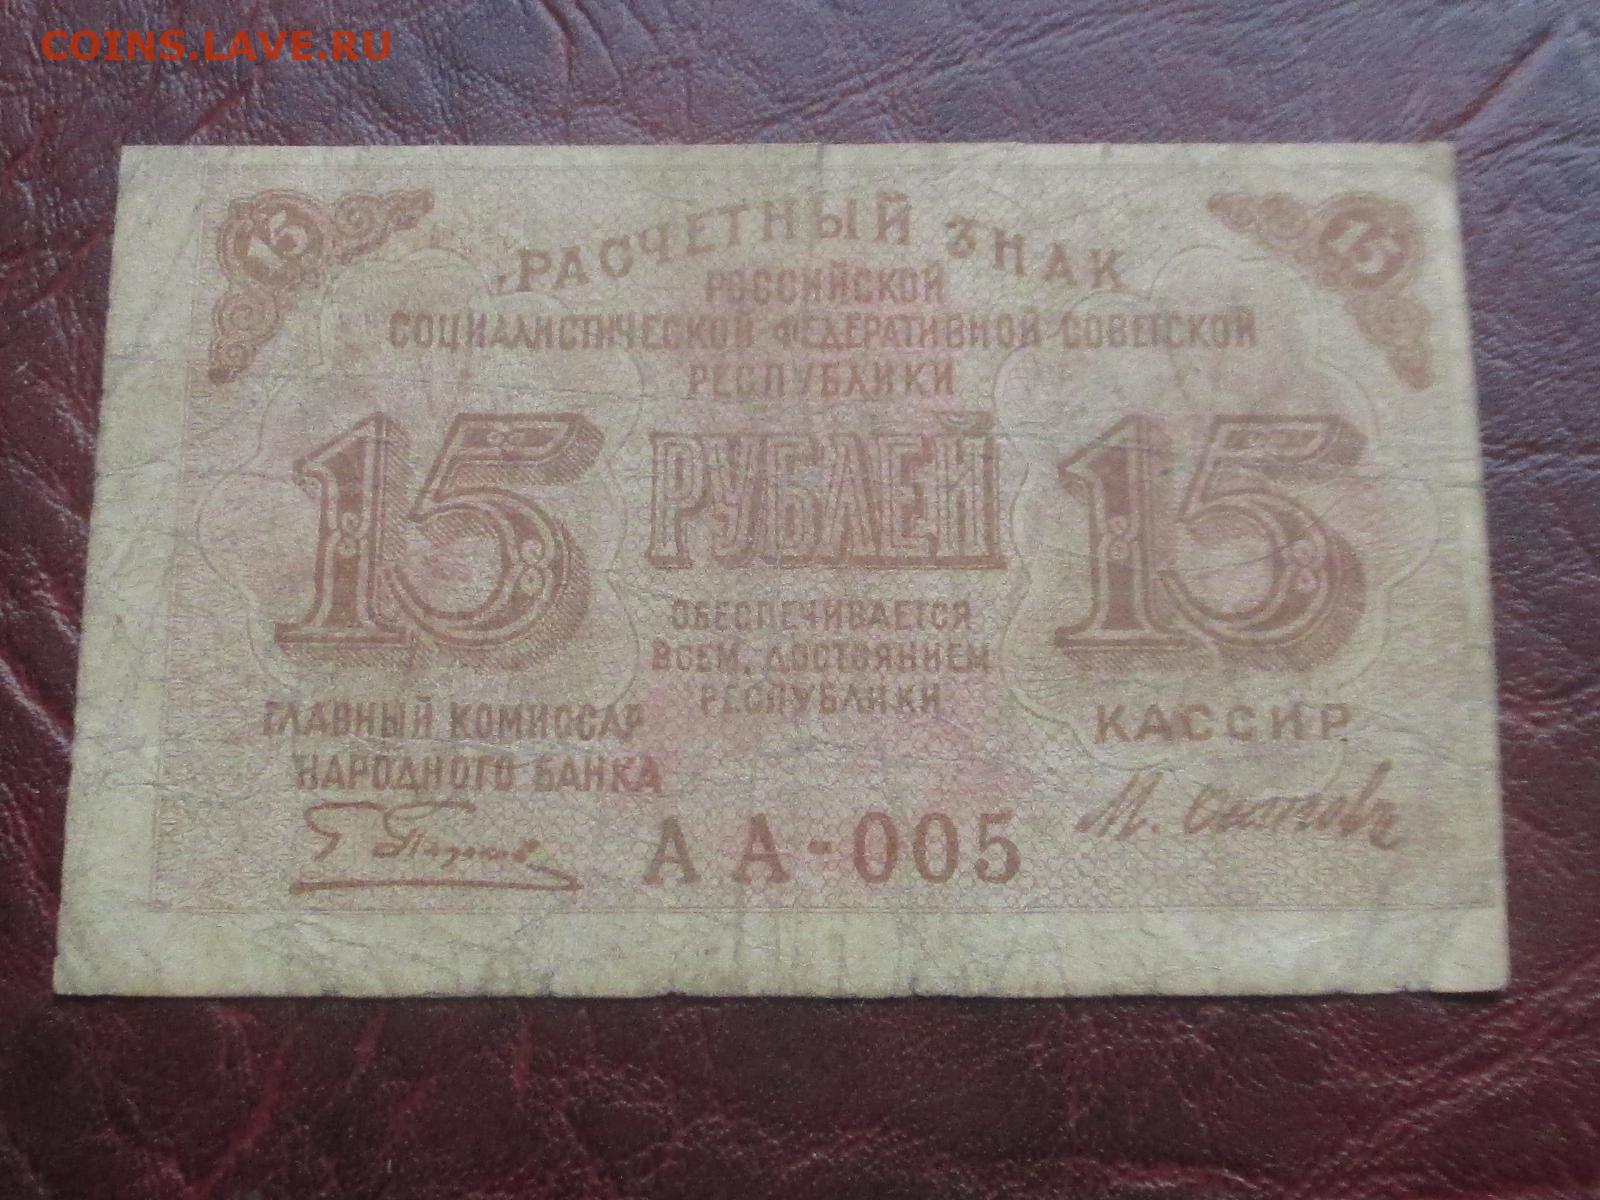 COINS.LAVE.RU
15
15
РАСЧЕТНЫЙ ЗНАК
РОССИЙСКОЙ
СОЦИАЛИСТИЧЕСКОЙ ФЕДЕРАТИВНОЙ СОВЕТСКОЙ
РЕСПУБЛИКИ
15 РУБЛЕЙ 15
ОБЕСПЕЧИВАЕТСЯ
ВСЕМ, ДОСТОЯНИЕМ
РЕСПУБЛИКИ
ГЛАВНЫЙ КОМИССАР
НАРОДНОГО БАНКА
КАССИР
АА-005